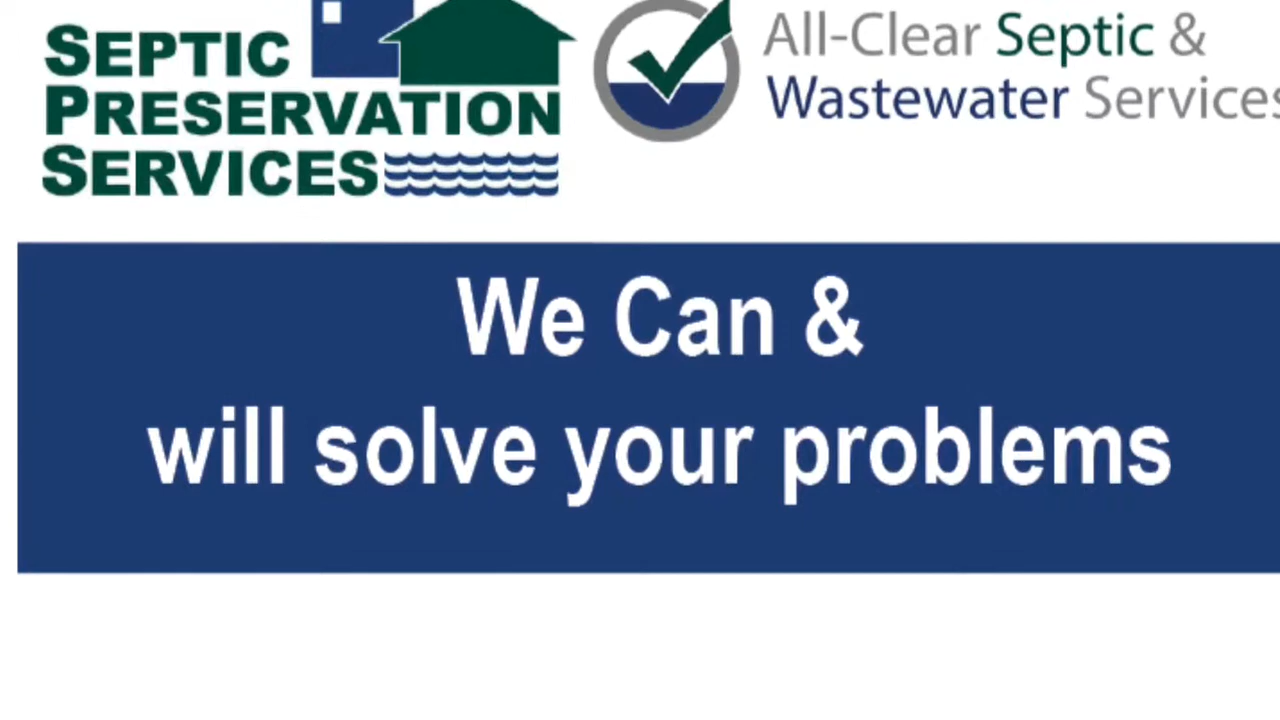 SEPTIC
PRESERVATION
SERVICES
All-Clear Septic &
Wastewater Services
We Can &
will solve your problems